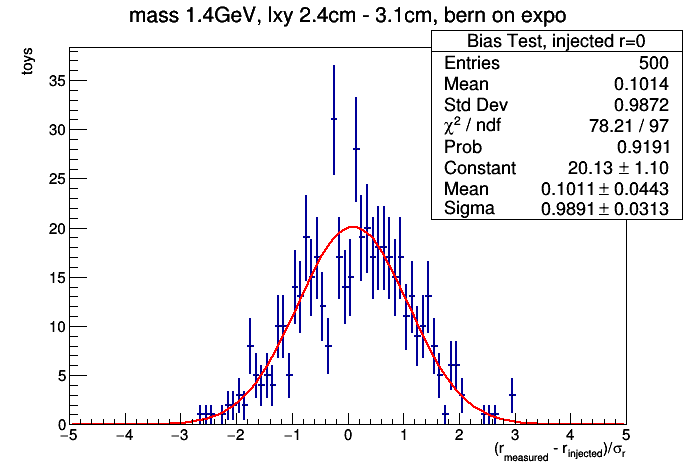 mass 1.4GeV, lxy 2.4cm - 3.1cm, bern on expo
toys
Bias Test, injected r=0
Entries 500
Mean 0.1014
Std Dev 0.9872
χ² / ndf 78.21 / 97
Prob 0.9191
Constant 20.13 ± 1.10
Mean 0.1011 ± 0.0443
Sigma 0.9891 ± 0.0313
35
30
25
20
15
10
5
0
−5 −4 −3 −2 −1 0 1 2 3 4 5
(r_measured - r_injected)/σ_r